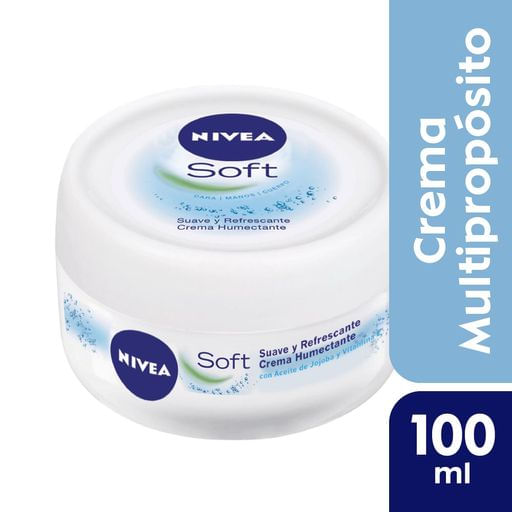 NIVEA
Soft
CARA | MANOS | CUERPO
Suave y Refrescante
Crema Humectante
NIVEA
Soft
Suave y Refrescante
Crema Humectante
con Aceite de Jojoba y Vitamina
Crema
Multipropósito
100
ml